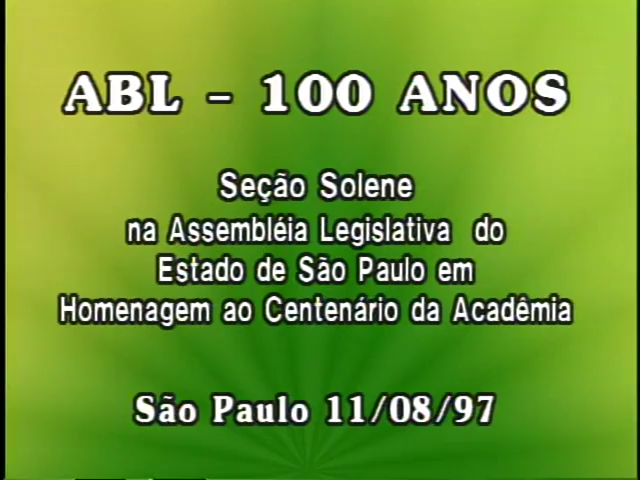 ABL - 100 ANOS
Seção Solene
na Assembléia Legislativa do
Estado de São Paulo em
Homenagem ao Centenário da Acadêmia
São Paulo 11/08/97